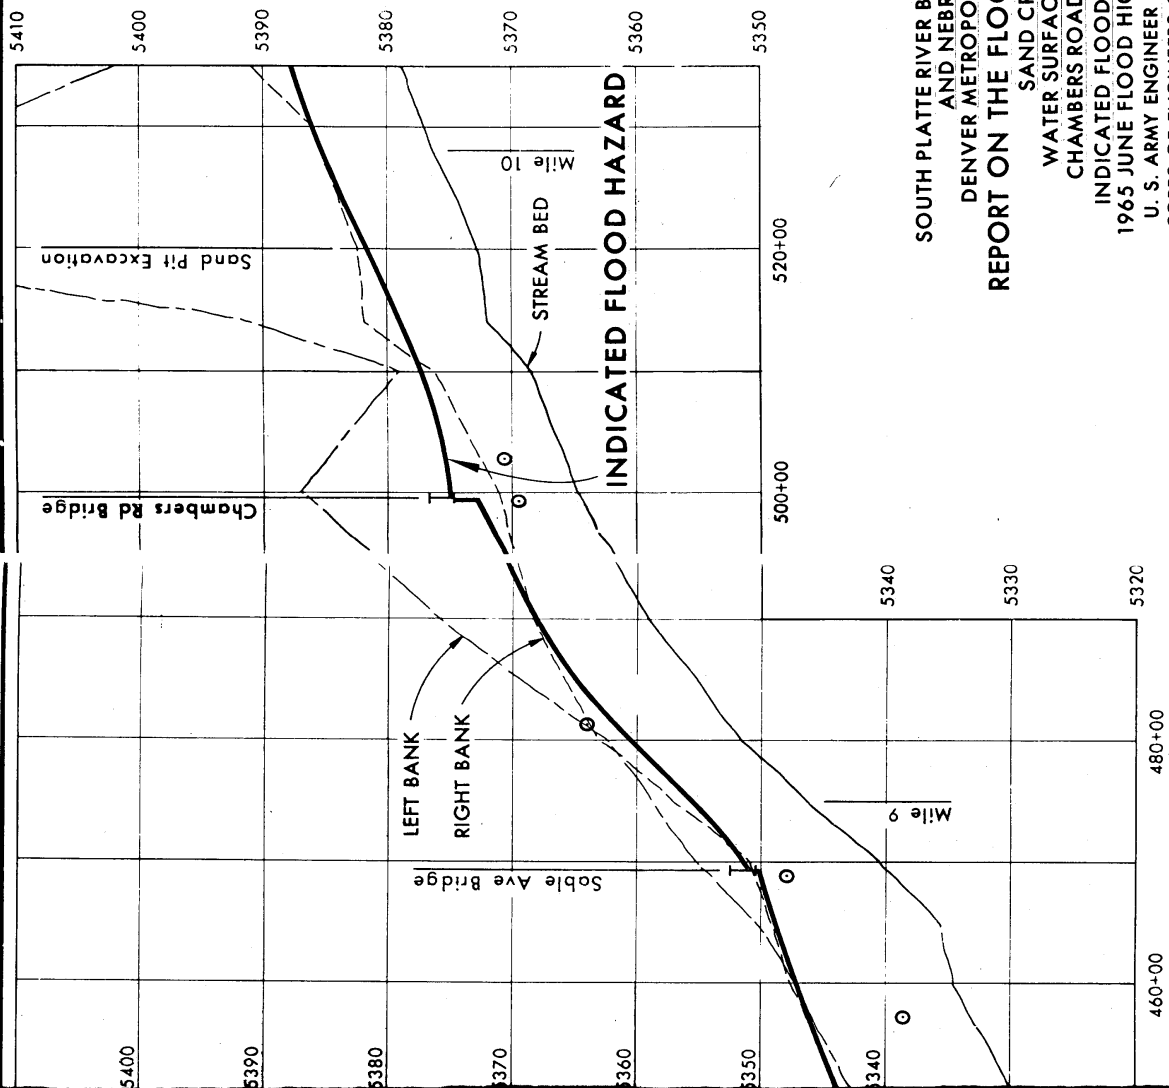 5410
5400
5390
5380
5370
5360
5350
Sand Pit Excavation
Mile 10
STREAM BED
INDICATED FLOOD HAZARD
520+00
Chambers Rd Bridge
500+00
LEFT BANK
RIGHT BANK
Sable Ave Bridge
Mile 9
5340
5330
5320
480+00
460+00
5400
5390
5380
5370
5360
5350
5340
SOUTH PLATTE RIVER B
AND NEBR
DENVER METROPO
REPORT ON THE FLOO
SAND CR
WATER SURFAC
CHAMBERS ROAD
INDICATED FLOOD
1965 JUNE FLOOD HIG
U. S. ARMY ENGINEER